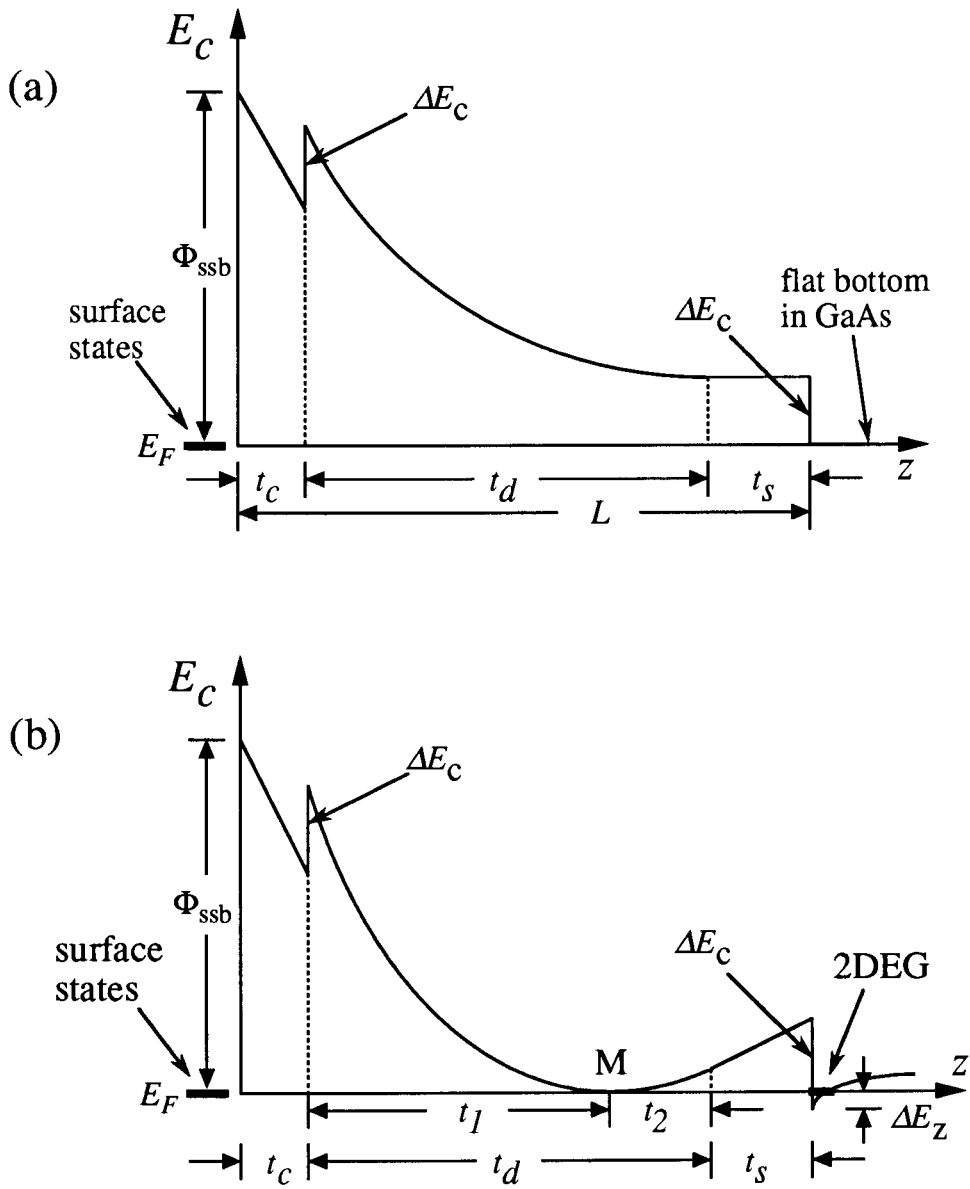 (a)
E_c
ΔE_c
Φ_ssb
surface
states
E_F
ΔE_c
flat bottom
in GaAs
z
t_c
t_d
t_s
L
(b)
E_c
ΔE_c
Φ_ssb
surface
states
E_F
M
ΔE_c
2DEG
z
ΔE_z
t_1
t_2
t_c
t_d
t_s